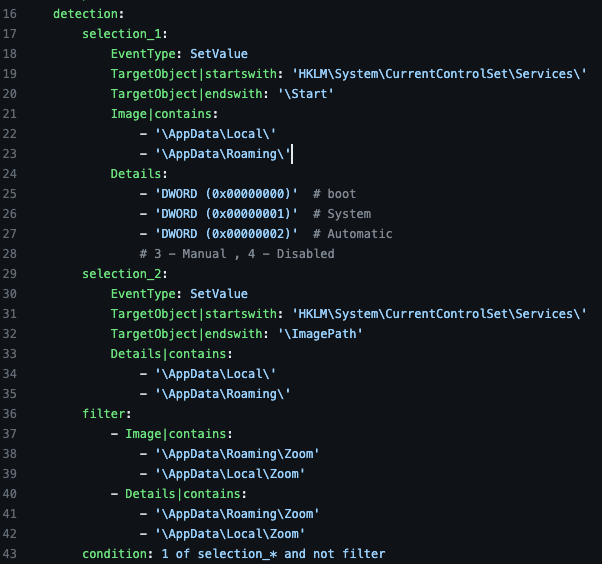 16 detection:
17 selection_1:
18 EventType: SetValue
19 TargetObject|startswith: 'HKLM\System\CurrentControlSet\Services\'
20 TargetObject|endswith: '\Start'
21 Image|contains:
22 - '\AppData\Local\'
23 - '\AppData\Roaming\'
24 Details:
25 - 'DWORD (0x00000000)'  # boot
26 - 'DWORD (0x00000001)'  # System
27 - 'DWORD (0x00000002)'  # Automatic
28 # 3 - Manual , 4 - Disabled
29 selection_2:
30 EventType: SetValue
31 TargetObject|startswith: 'HKLM\System\CurrentControlSet\Services\'
32 TargetObject|endswith: '\ImagePath'
33 Details|contains:
34 - '\AppData\Local\'
35 - '\AppData\Roaming\'
36 filter:
37 - Image|contains:
38 - '\AppData\Roaming\Zoom'
39 - '\AppData\Local\Zoom'
40 - Details|contains:
41 - '\AppData\Roaming\Zoom'
42 - '\AppData\Local\Zoom'
43 condition: 1 of selection_* and not filter